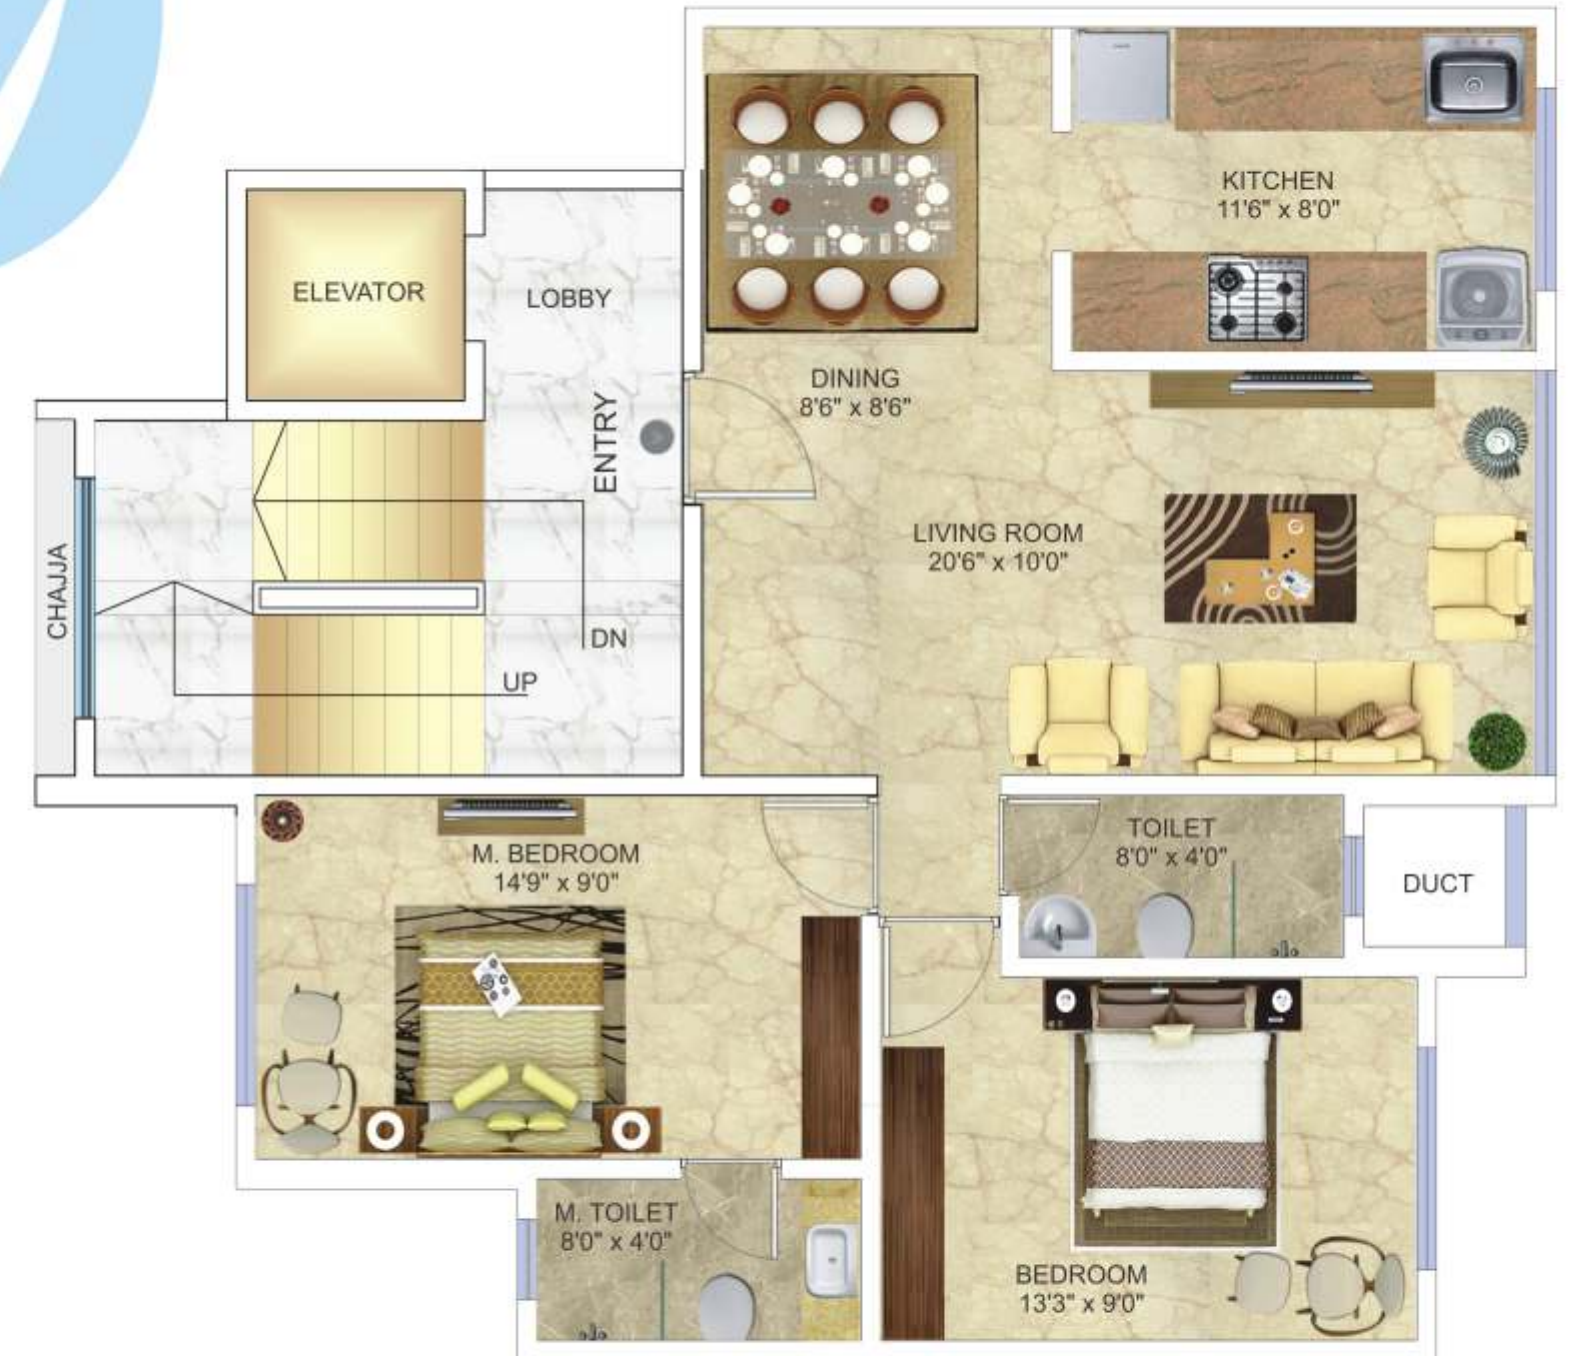 KITCHEN
11'6" x 8'0"
ELEVATOR
LOBBY
DINING
8'6" x 8'6"
ENTRY
LIVING ROOM
20'6" x 10'0"
CHAJJA
DN
UP
M. BEDROOM
14'9" x 9'0"
TOILET
8'0" x 4'0"
DUCT
M. TOILET
8'0" x 4'0"
BEDROOM
13'3" x 9'0"